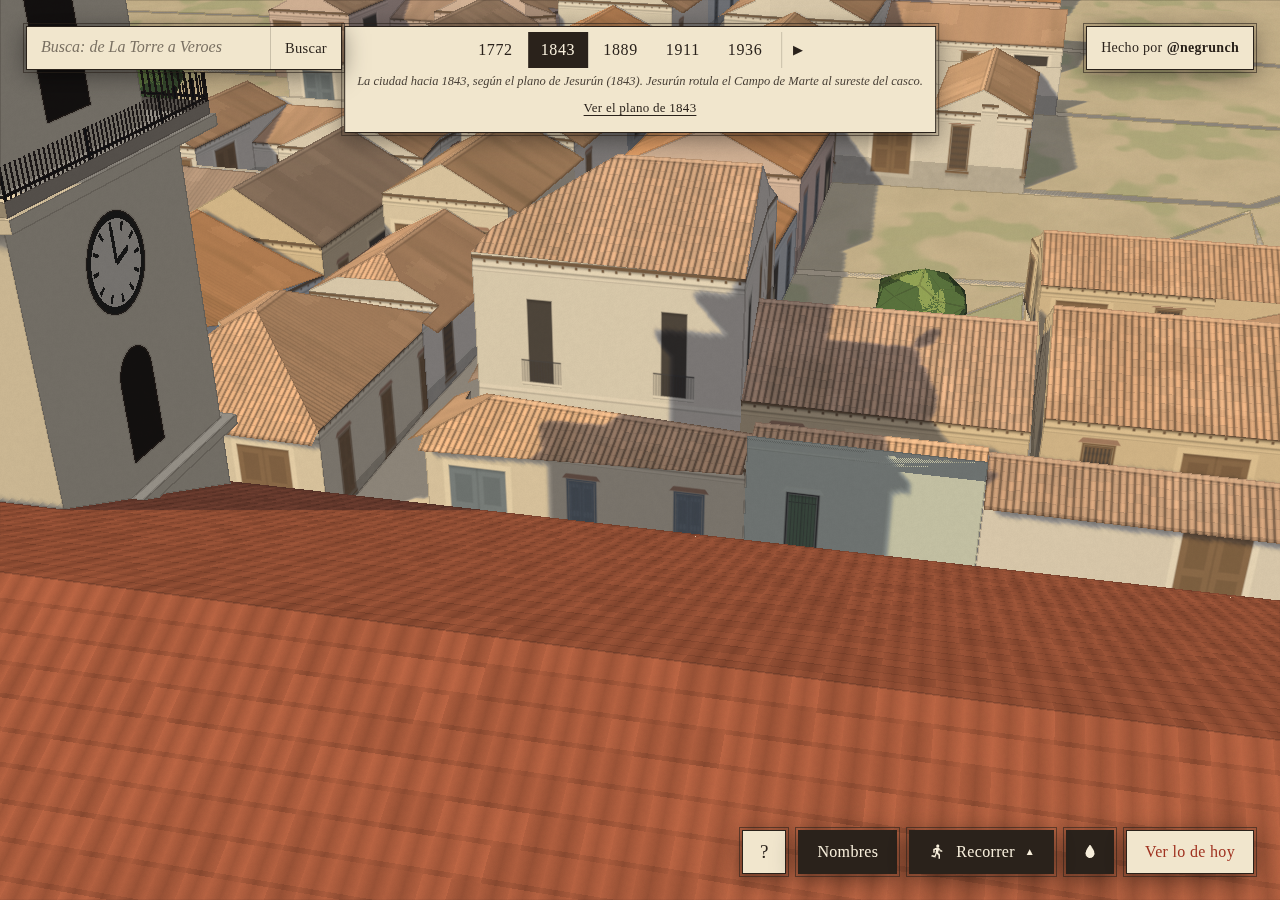 Busca: de La Torre a Veroes
Buscar
1772 1843 1889 1911 1936 ▶
La ciudad hacia 1843, según el plano de Jesurún (1843). Jesurún rotula el Campo de Marte al sureste del casco.
Ver el plano de 1843
Hecho por @negrunch
? Nombres Recorrer ▲ Ver lo de hoy